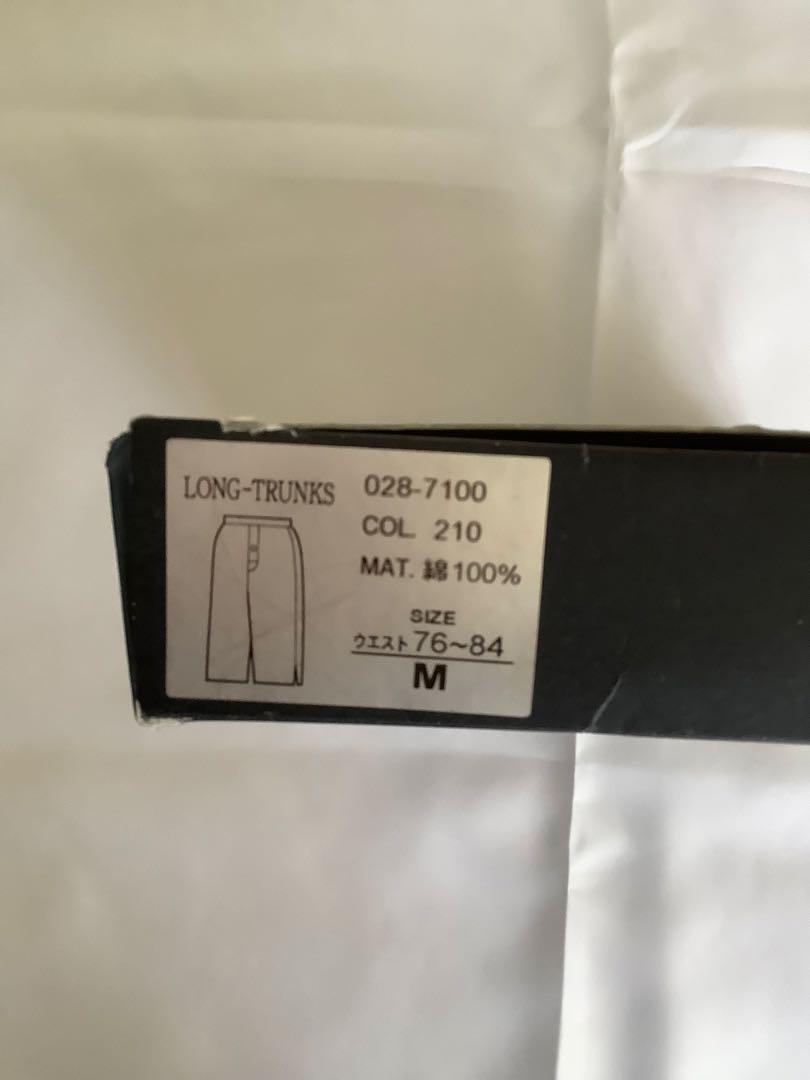 LONG-TRUNKS
028-7100
COL. 210
MAT. 綿100%
SIZE
ウエスト76~84
M